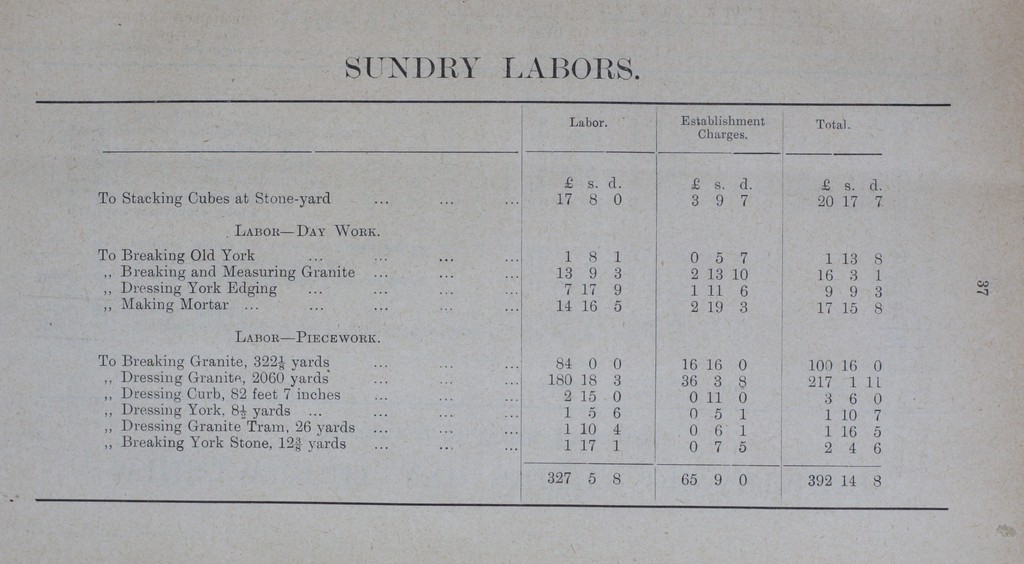 SUNDRY LABORS.
Labor. Establishment Charges. Total.
£ s. d. £ s. d. £ s. d.
To Stacking Cubes at Stone-yard ... ... ... 17 8 0 3 9 7 20 17 7
LABOR—DAY WORK.
To Breaking Old York ... ... ... ... 1 8 1 0 5 7 1 13 8
,, Breaking and Measuring Granite ... ... ... 13 9 3 2 13 10 16 3 1
,, Dressing York Edging ... ... ... ... 7 17 9 1 11 6 9 9 3
,, Making Mortar ... ... ... ... ... 14 16 5 2 19 3 17 15 8
LABOR—PIECEWORK.
To Breaking Granite, 322⅛ yards ... ... ... 84 0 0 16 16 0 100 16 0
,, Dressing Granite, 2060 yards ... ... ... 180 18 3 36 3 8 217 1 11
,, Dressing Curb, 82 feet 7 inches ... ... ... 2 15 0 0 11 0 3 6 0
,, Dressing York, 8½ yards ... ... ... ... 1 5 6 0 5 1 1 10 7
,, Dressing Granite Tram, 26 yards ... ... ... 1 10 4 0 6 1 1 16 5
,, Breaking York Stone, 12⅜ yards ... ... ... 1 17 1 0 7 5 2 4 6
327 5 8 65 9 0 392 14 8
37